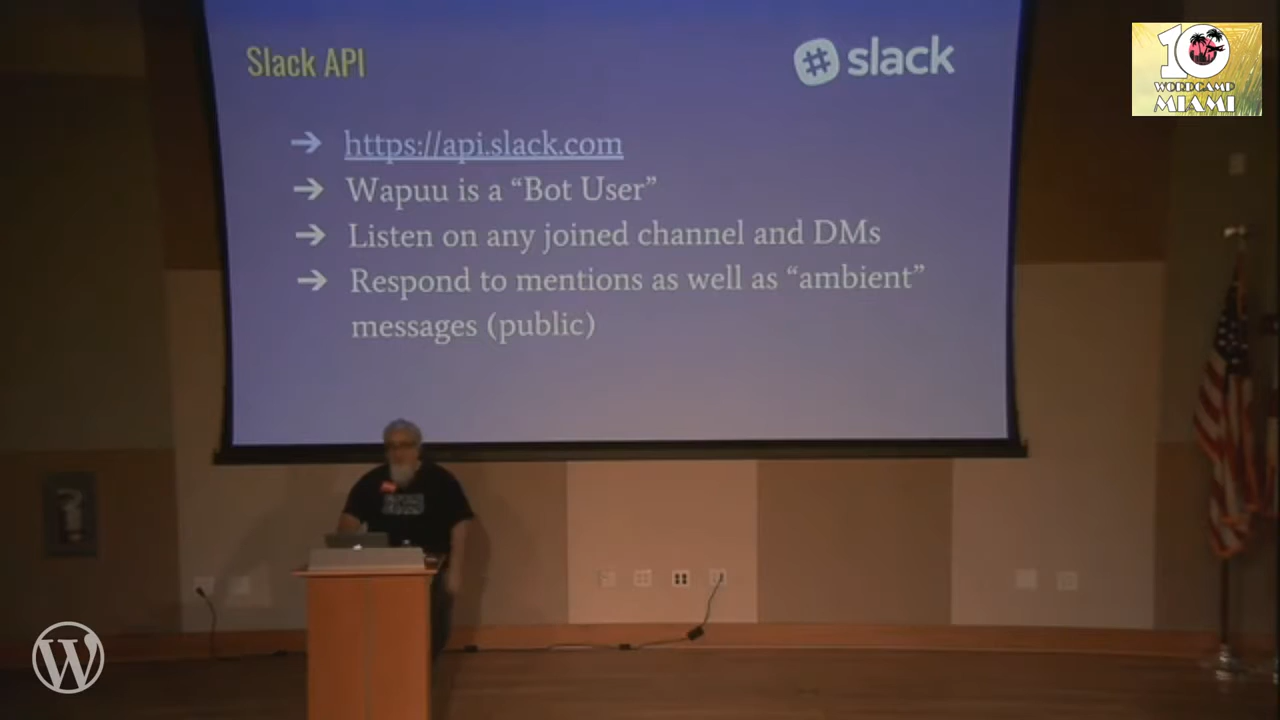 Slack API
slack
10
WORDCAMP
MIAMI
➔ https://api.slack.com
➔ Wapuu is a “Bot User”
➔ Listen on any joined channel and DMs
➔ Respond to mentions as well as “ambient”
messages (public)
W